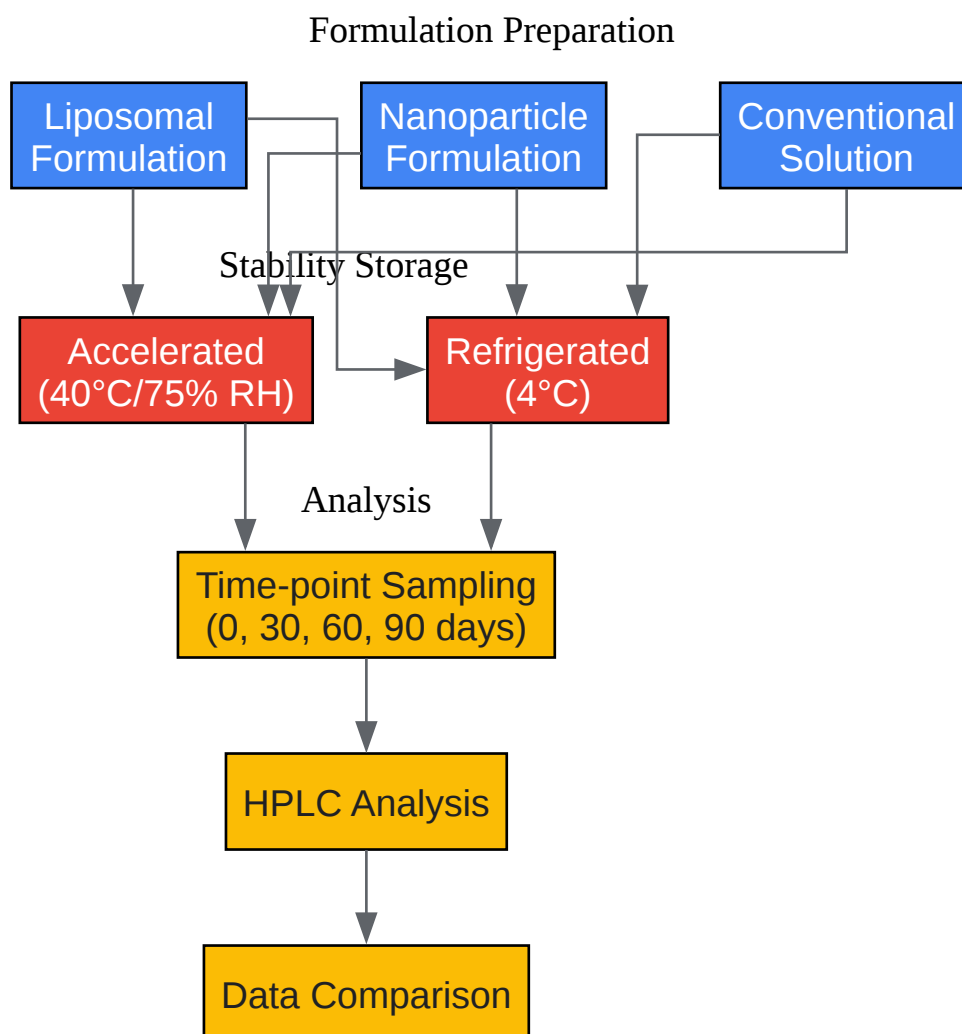 Formulation Preparation
Liposomal
Formulation
Nanoparticle
Formulation
Conventional
Solution
Stability Storage
Accelerated
(40°C/75% RH)
Refrigerated
(4°C)
Analysis
Time-point Sampling
(0, 30, 60, 90 days)
HPLC Analysis
Data Comparison